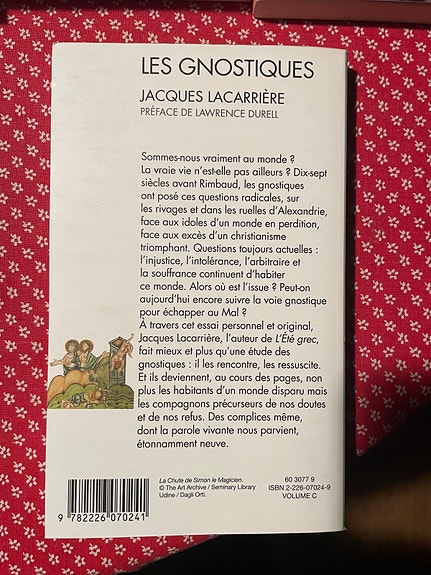 LES GNOSTIQUES
JACQUES LACARRIÈRE
PRÉFACE DE LAWRENCE DURELL
Sommes-nous vraiment au monde ?
La vraie vie n'est-elle pas ailleurs ? Dix-sept
siècles avant Rimbaud, les gnostiques
ont posé ces questions radicales, sur
les rivages et dans les ruelles d'Alexandrie,
face aux idoles d'un monde en perdition,
face aux excès d'un christianisme
triomphant. Questions toujours actuelles :
l'injustice, l'intolérance, l'arbitraire et
la souffrance continuent d'habiter
ce monde. Alors où est l'issue ? Peut-on
aujourd'hui encore suivre la voie gnostique
pour échapper au Mal ?
À travers cet essai personnel et original,
Jacques Lacarrière, l'auteur de L'Été grec,
fait mieux et plus qu'une étude des
gnostiques : il les rencontre, les ressuscite.
Et ils deviennent, au cours des pages, non
plus les habitants d'un monde disparu mais
les compagnons précurseurs de nos doutes
et de nos refus. Des complices même,
dont la parole vivante nous parvient,
étonnamment neuve.
La Chute de Simon le Magicien.
© The Art Archive / Seminary Library
Udine / Dagli Orti.
60 3077 9
ISBN 2-226-07024-9
VOLUME C
9 782226 070241